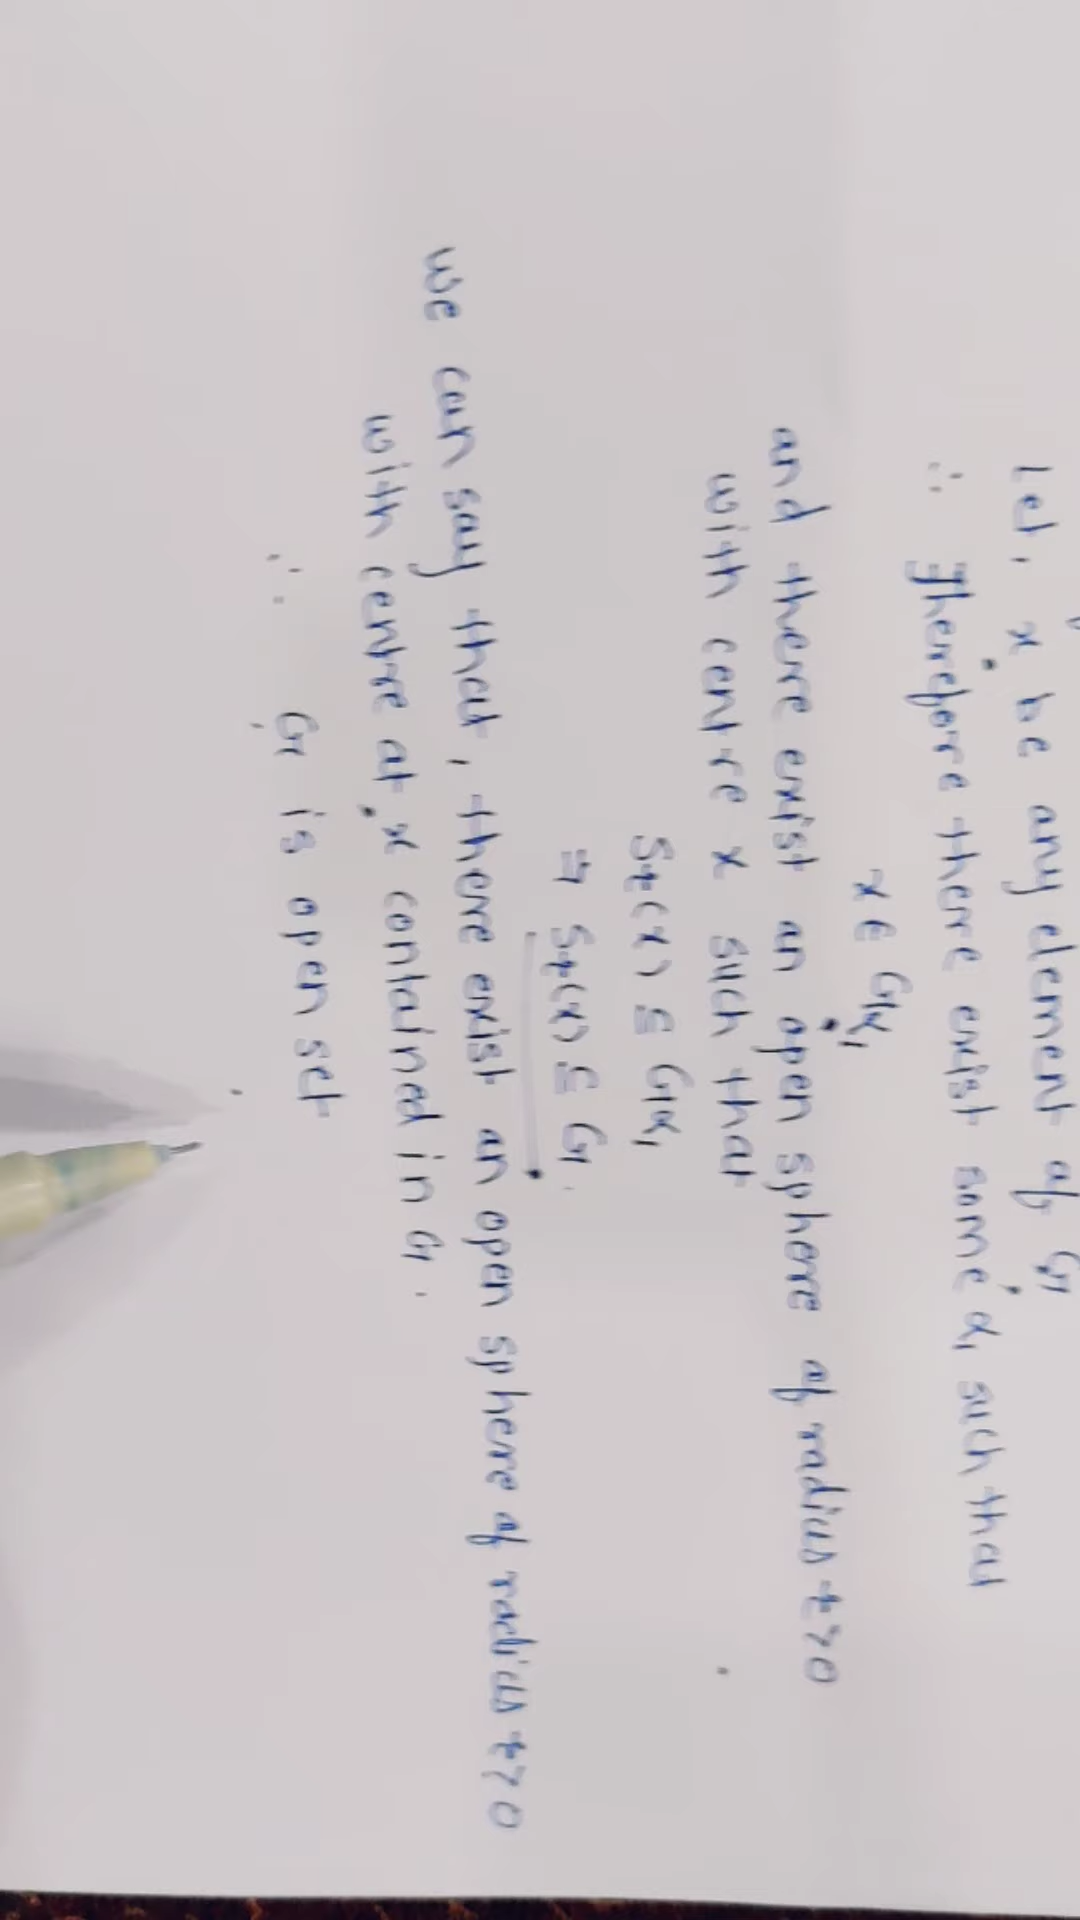 Let, x be any element of G
∴ Therefore there exist some α₁ such that
x ∈ Gα₁
and there exist an open sphere of radius r>0
with centre x such that
Sr(x) ⊆ Gα₁
⇒ Sr(x) ⊆ G.
we can say that, there exist an open sphere of radius r>0
with centre at x contained in G.
∴ G is open set